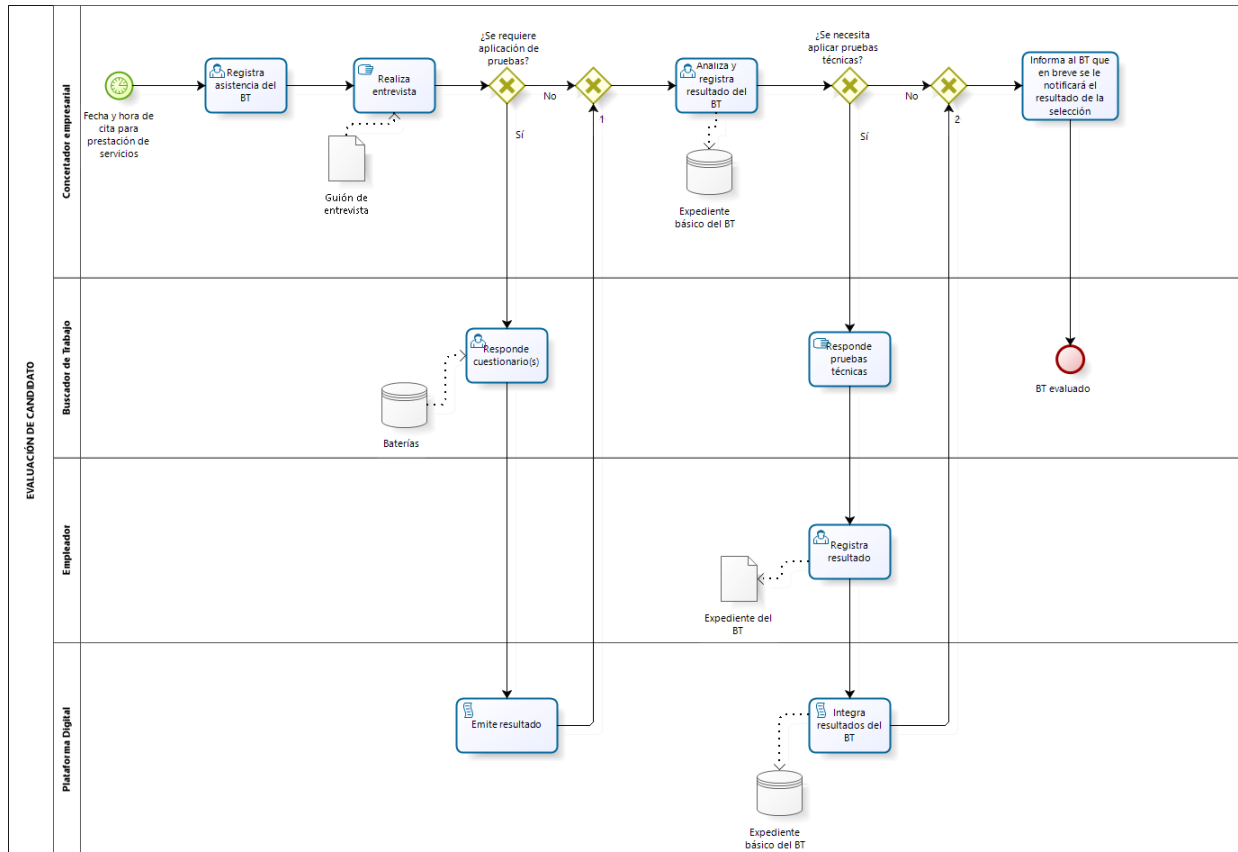 EVALUACIÓN DE CANDIDATO
Concertador empresarial
Fecha y hora de
cita para
prestación de
servicios
Registra
asistencia del
BT
Realiza
entrevista
Guión de
entrevista
¿Se requiere
aplicación de
pruebas?
No
Sí
1
Analiza y
registra
resultado del
BT
Expediente
básico del BT
¿Se necesita
aplicar pruebas
técnicas?
No
Sí
2
Informa al BT que
en breve se le
notificará el
resultado de la
selección
Buscador de Trabajo
Responde
cuestionario(s)
Baterías
Responde
pruebas
técnicas
BT evaluado
Empleador
Registra
resultado
Expediente del
BT
Plataforma Digital
Emite resultado
Integra
resultados del
BT
Expediente
básico del BT